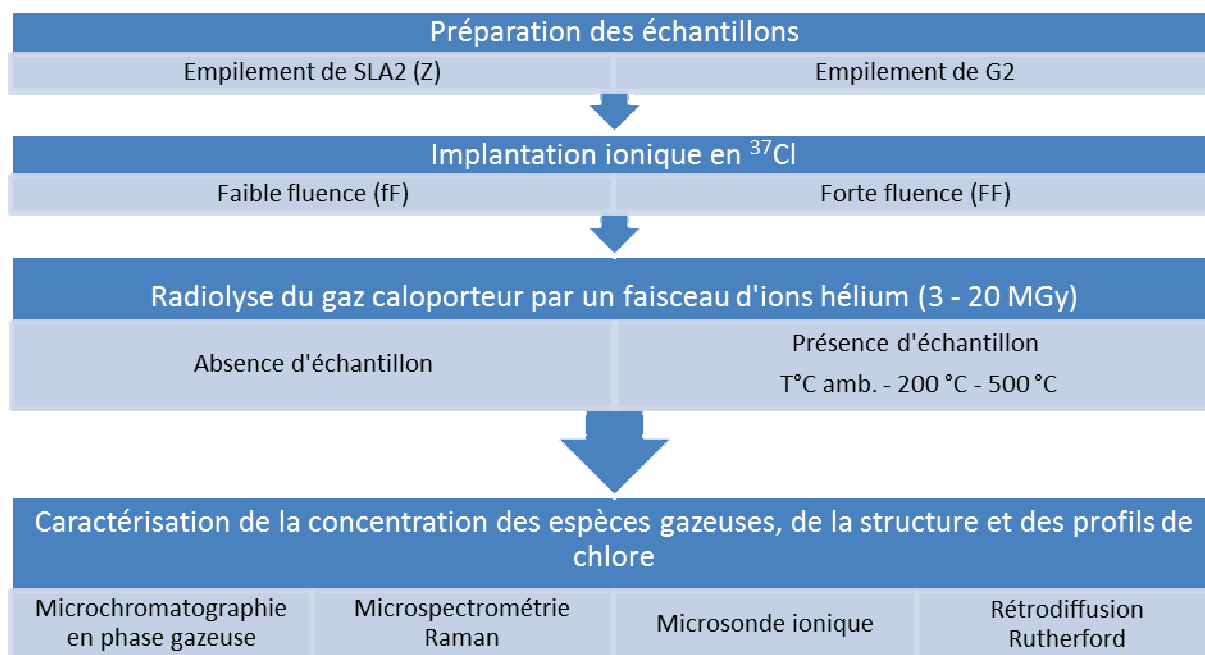 Préparation des échantillons
Empilement de SLA2 (Z)
Empilement de G2
Implantation ionique en ³⁷Cl
Faible fluence (fF)
Forte fluence (FF)
Radiolyse du gaz caloporteur par un faisceau d'ions hélium (3 - 20 MGy)
Absence d'échantillon
Présence d'échantillon
T°C amb. - 200 °C - 500 °C
Caractérisation de la concentration des espèces gazeuses, de la structure et des profils de
chlore
Microchromatographie
en phase gazeuse
Microspectrométrie
Raman
Microsonde ionique
Rétrodiffusion
Rutherford